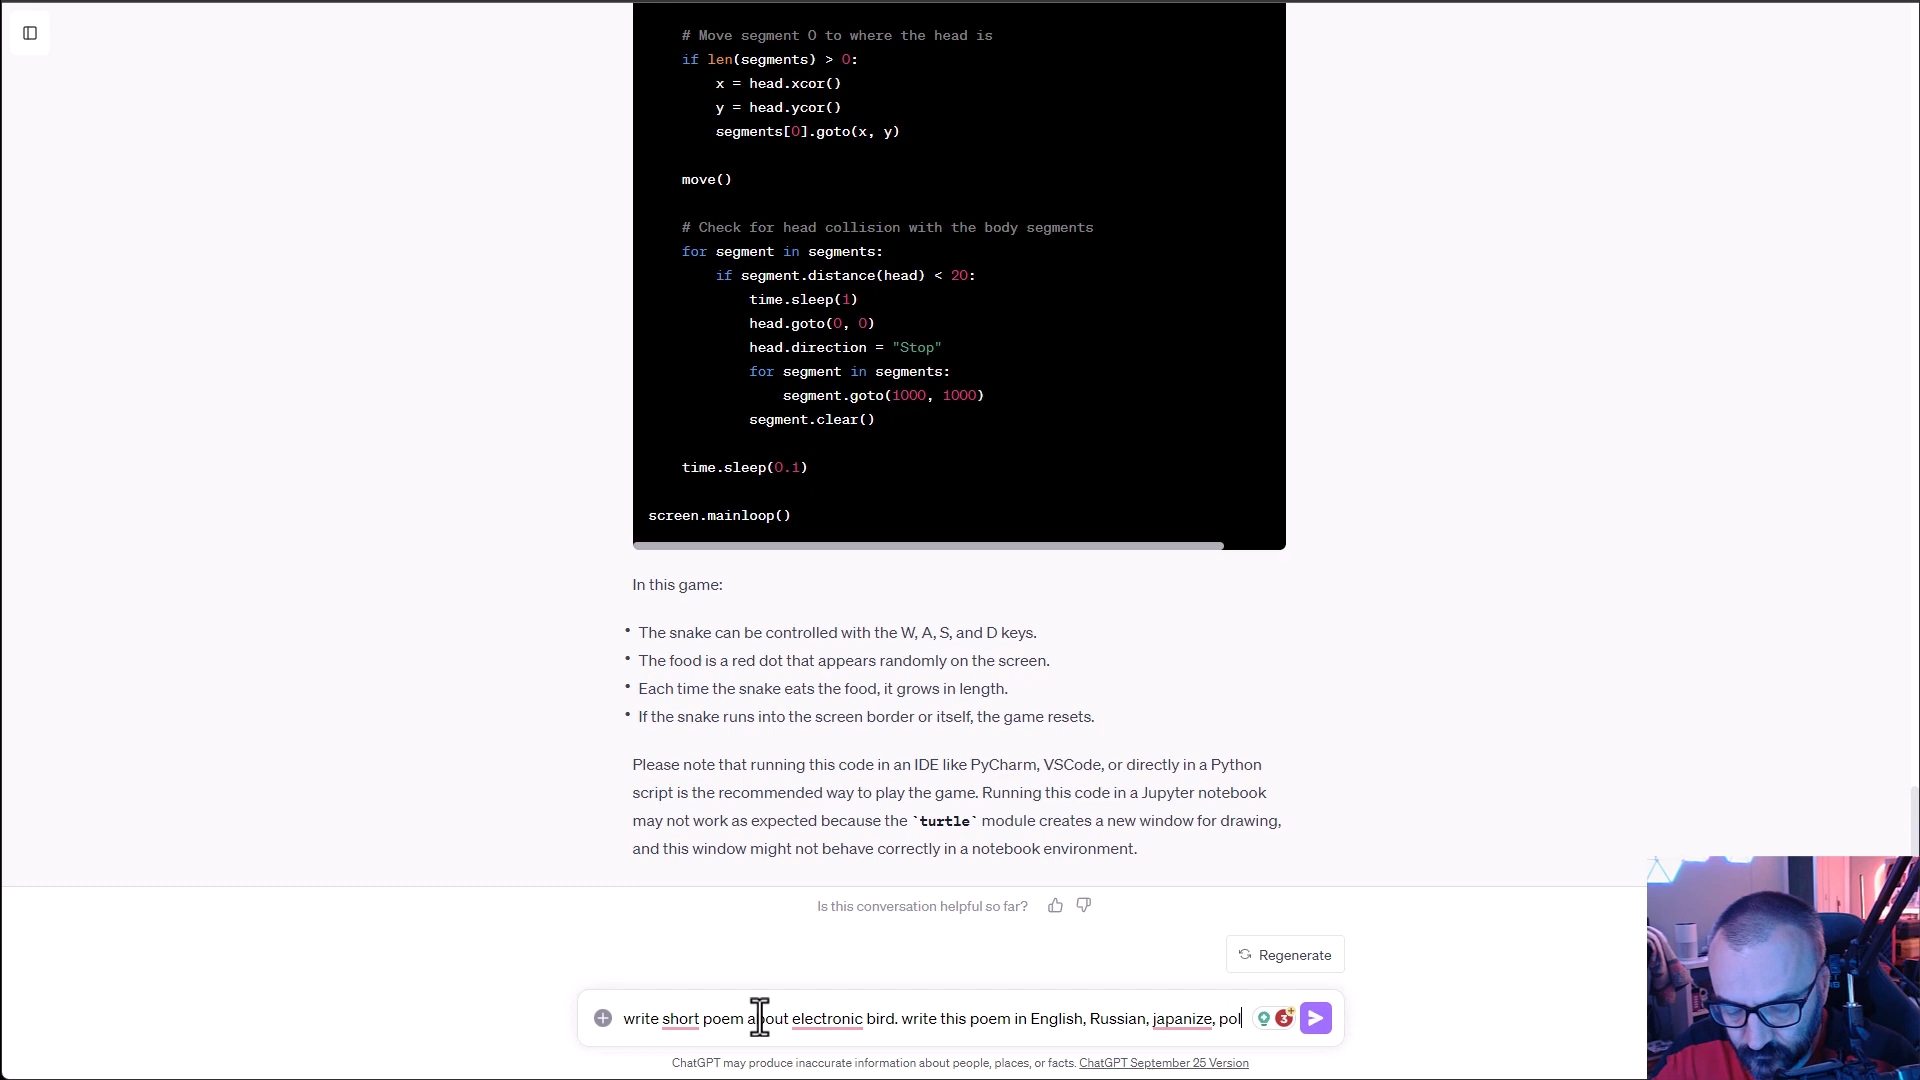 # Move segment 0 to where the head is
if len(segments) > 0:
x = head.xcor()
y = head.ycor()
segments[0].goto(x, y)
move()
# Check for head collision with the body segments
for segment in segments:
if segment.distance(head) < 20:
time.sleep(1)
head.goto(0, 0)
head.direction = "Stop"
for segment in segments:
segment.goto(1000, 1000)
segment.clear()
time.sleep(0.1)
screen.mainloop()
In this game:
• The snake can be controlled with the W, A, S, and D keys.
• The food is a red dot that appears randomly on the screen.
• Each time the snake eats the food, it grows in length.
• If the snake runs into the screen border or itself, the game resets.
Please note that running this code in an IDE like PyCharm, VSCode, or directly in a Python
script is the recommended way to play the game. Running this code in a Jupyter notebook
may not work as expected because the `turtle` module creates a new window for drawing,
and this window might not behave correctly in a notebook environment.
Is this conversation helpful so far?
Regenerate
write short poem about electronic bird. write this poem in English, Russian, japanize, pol
3
ChatGPT may produce inaccurate information about people, places, or facts. ChatGPT September 25 Version